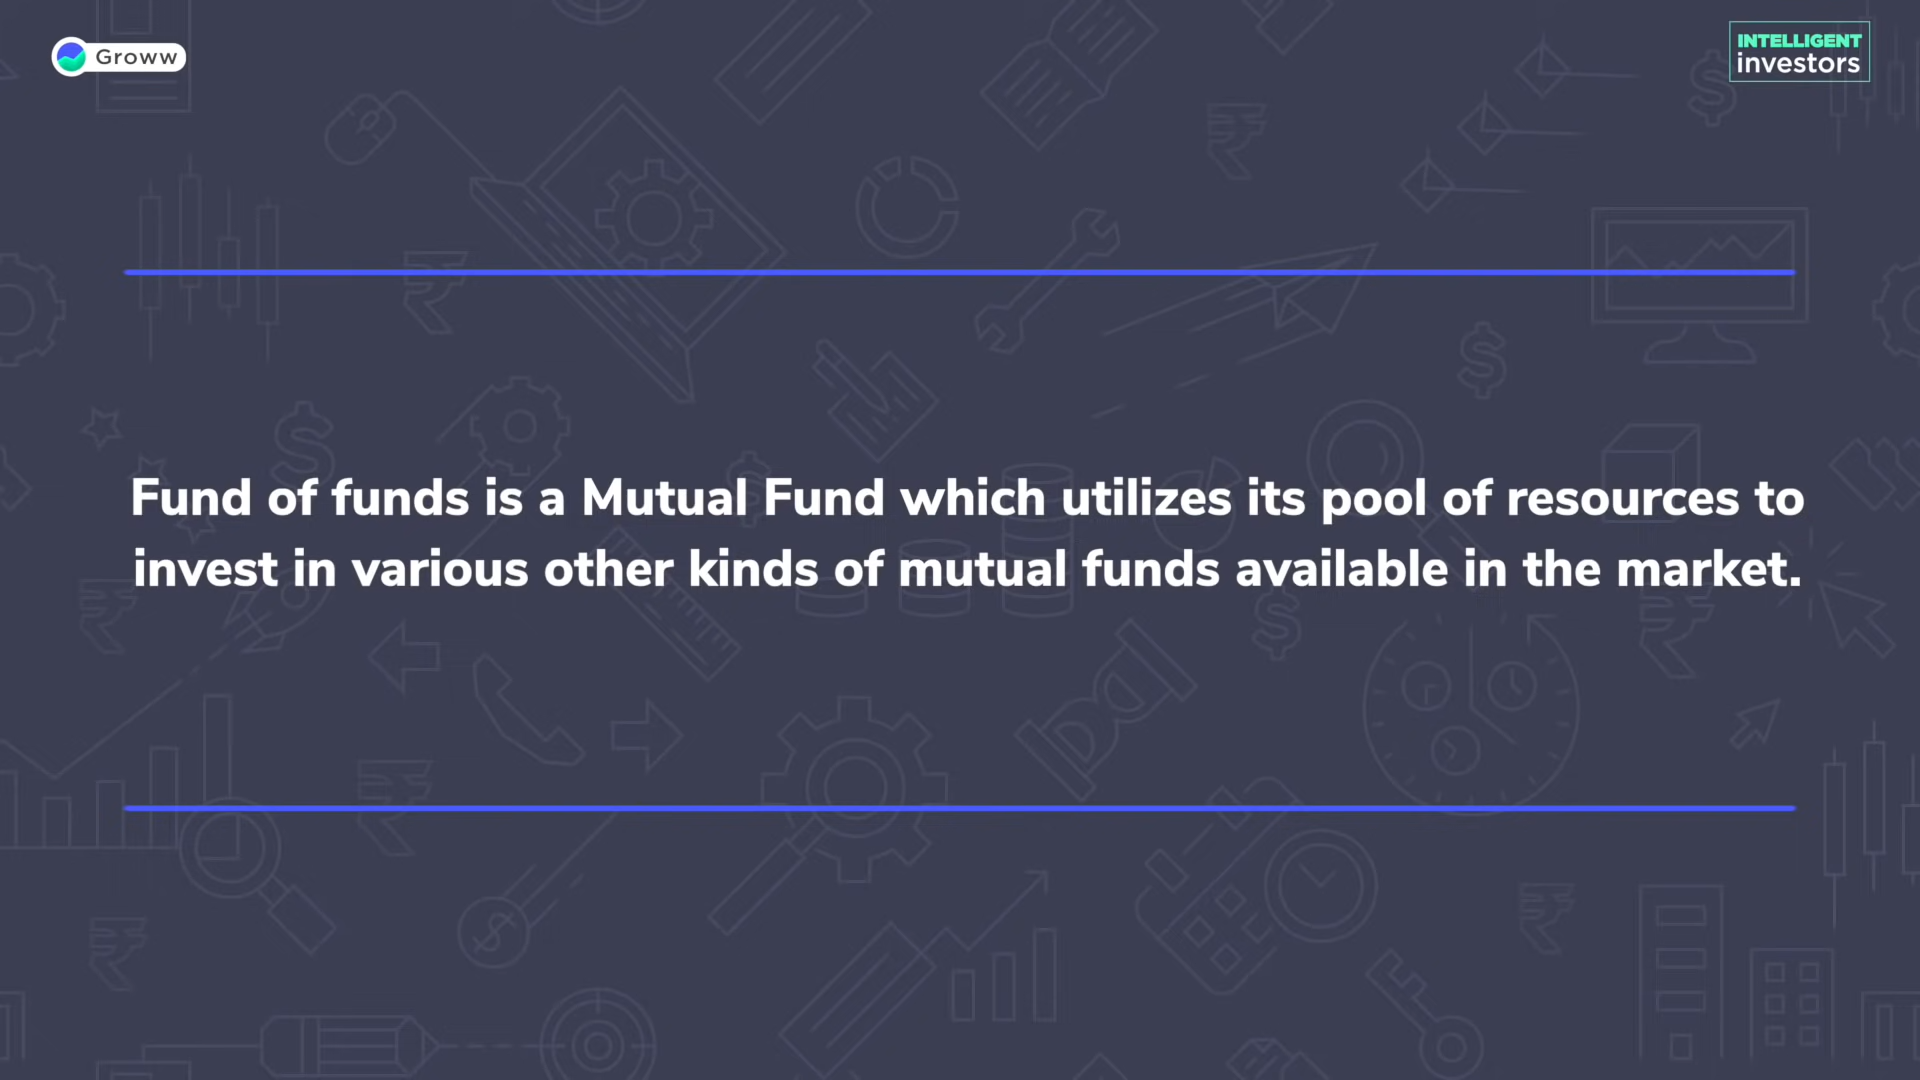 Groww
INTELLIGENT
investors
Fund of funds is a Mutual Fund which utilizes its pool of resources to
invest in various other kinds of mutual funds available in the market.